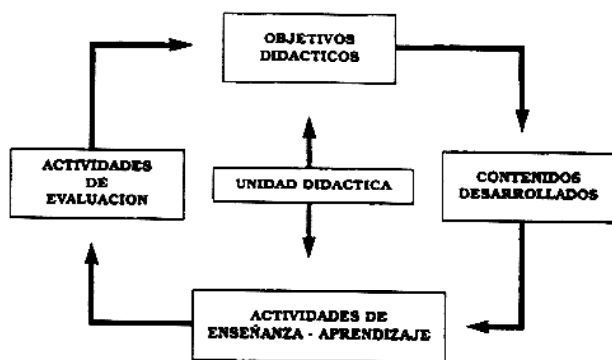 OBJETIVOS
DIDACTICOS
ACTIVIDADES
DE
EVALUACION
UNIDAD DIDACTICA
CONTENIDOS
DESARROLLADOS
ACTIVIDADES DE
ENSEÑANZA - APRENDIZAJE